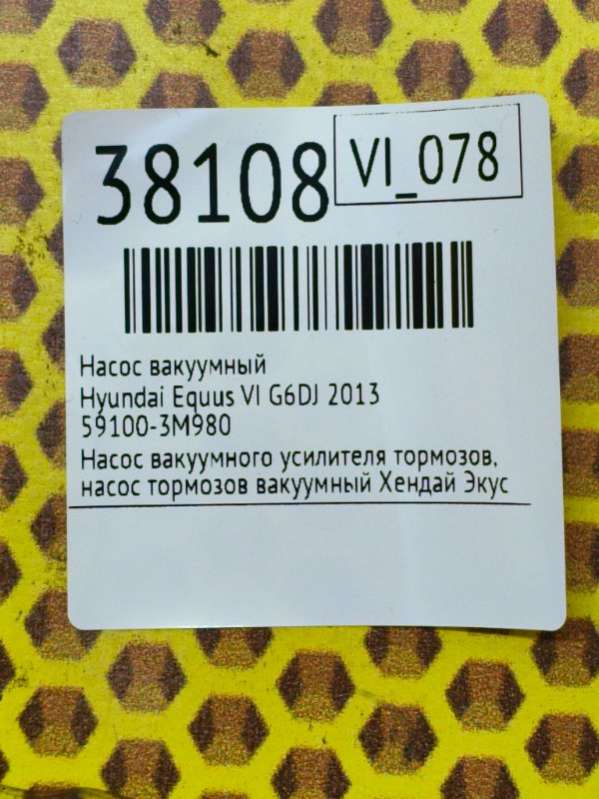 38108
VI_078
Насос вакуумный
Hyundai Equus VI G6DJ 2013
59100-3M980
Насос вакуумного усилителя тормозов,
насос тормозов вакуумный Хендай Экус